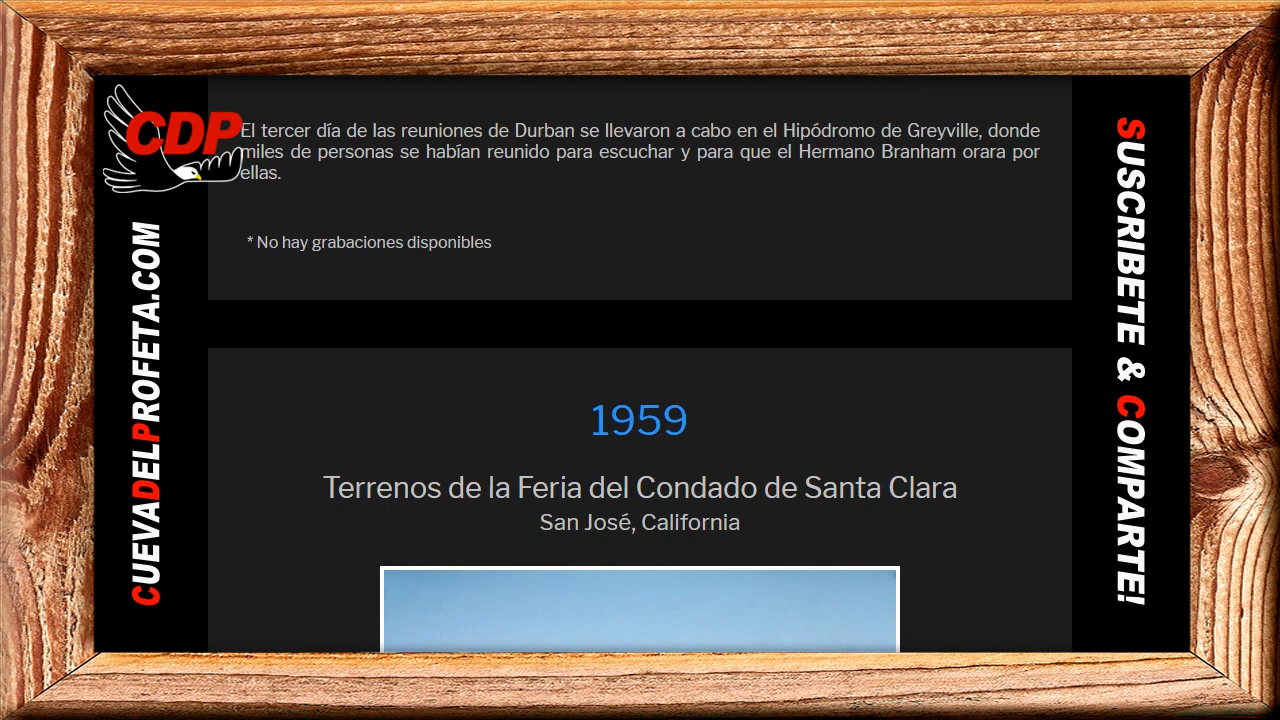 CDP
El tercer día de las reuniones de Durban se llevaron a cabo en el Hipódromo de Greyville, donde
miles de personas se habían reunido para escuchar y para que el Hermano Branham orara por
ellas.
* No hay grabaciones disponibles
1959
Terrenos de la Feria del Condado de Santa Clara
San José, California
CUEVADELPROFETA.COM
SUSCRIBETE & COMPARTE!